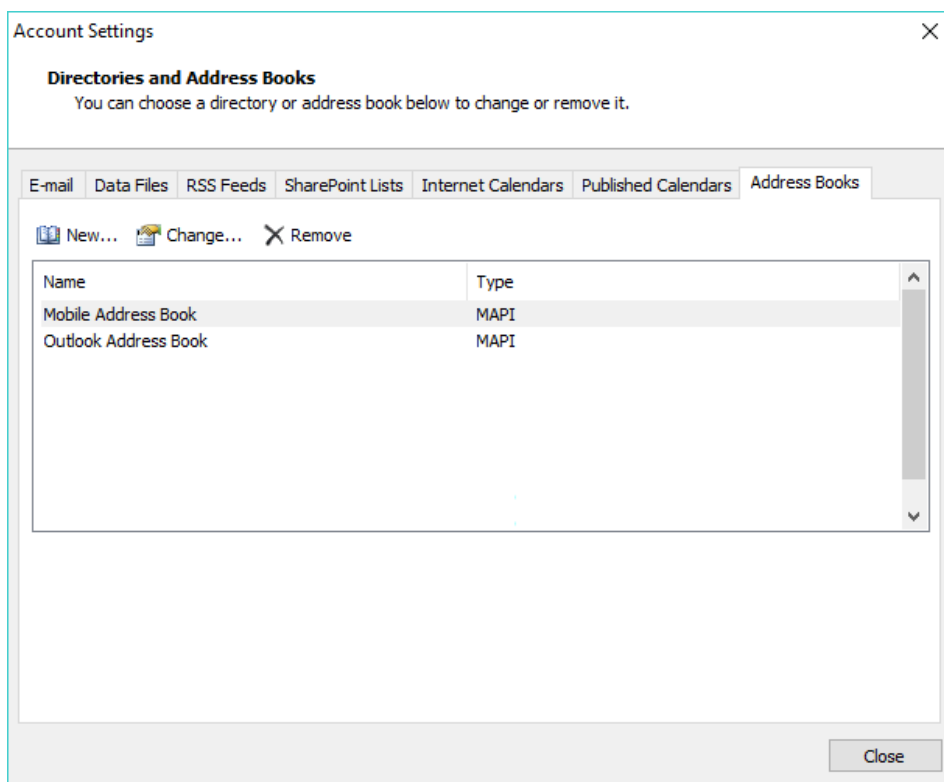 Account Settings
Directories and Address Books
You can choose a directory or address book below to change or remove it.
E-mail Data Files RSS Feeds SharePoint Lists Internet Calendars Published Calendars Address Books
New... Change... Remove
Name Type
Mobile Address Book MAPI
Outlook Address Book MAPI
Close